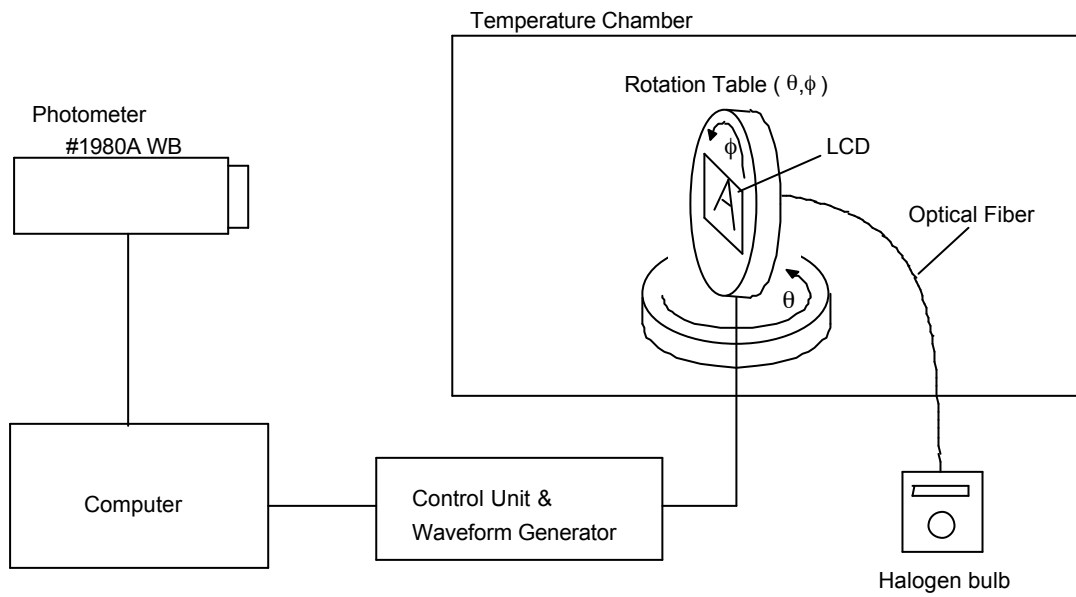 Temperature Chamber
Rotation Table ( θ,ϕ )
Photometer
#1980A WB
ϕ
LCD
A
Optical Fiber
θ
Computer
Control Unit &
Waveform Generator
Halogen bulb